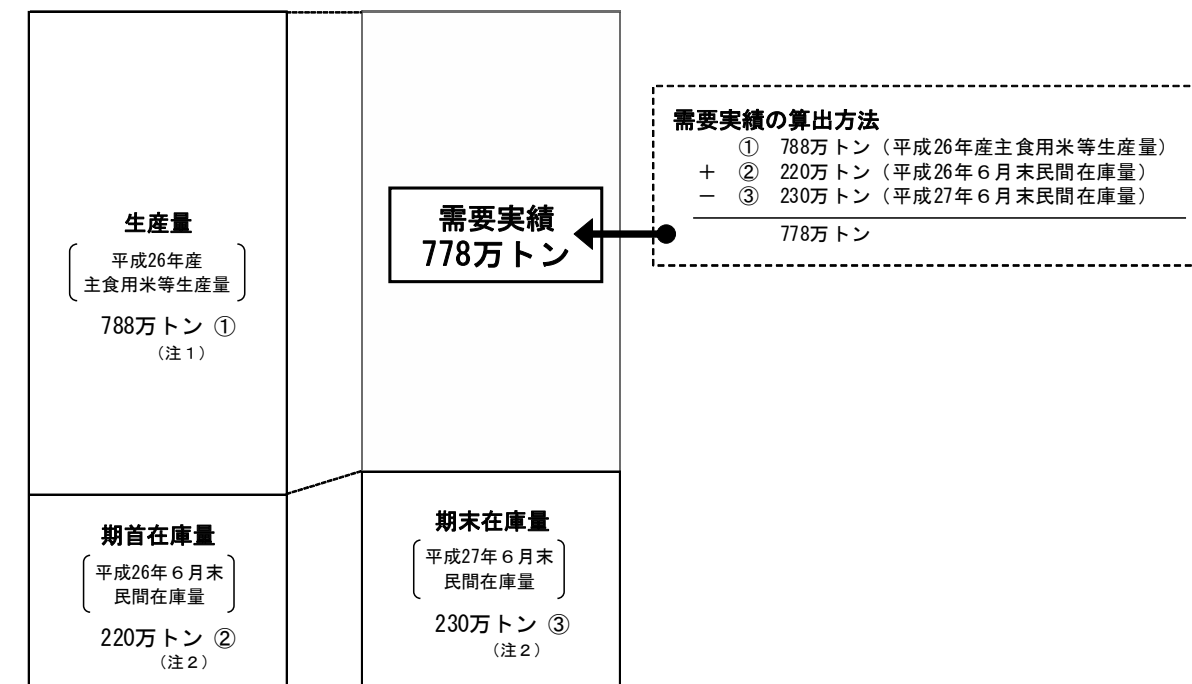 生産量
平成26年産
主食用米等生産量
788万トン ①
（注１）
期首在庫量
平成26年６月末
民間在庫量
220万トン ②
（注２）
需要実績
778万トン
期末在庫量
平成27年６月末
民間在庫量
230万トン ③
（注２）
需要実績の算出方法
① 788万トン（平成26年産主食用米等生産量）
＋ ② 220万トン（平成26年６月末民間在庫量）
－ ③ 230万トン（平成27年６月末民間在庫量）
778万トン